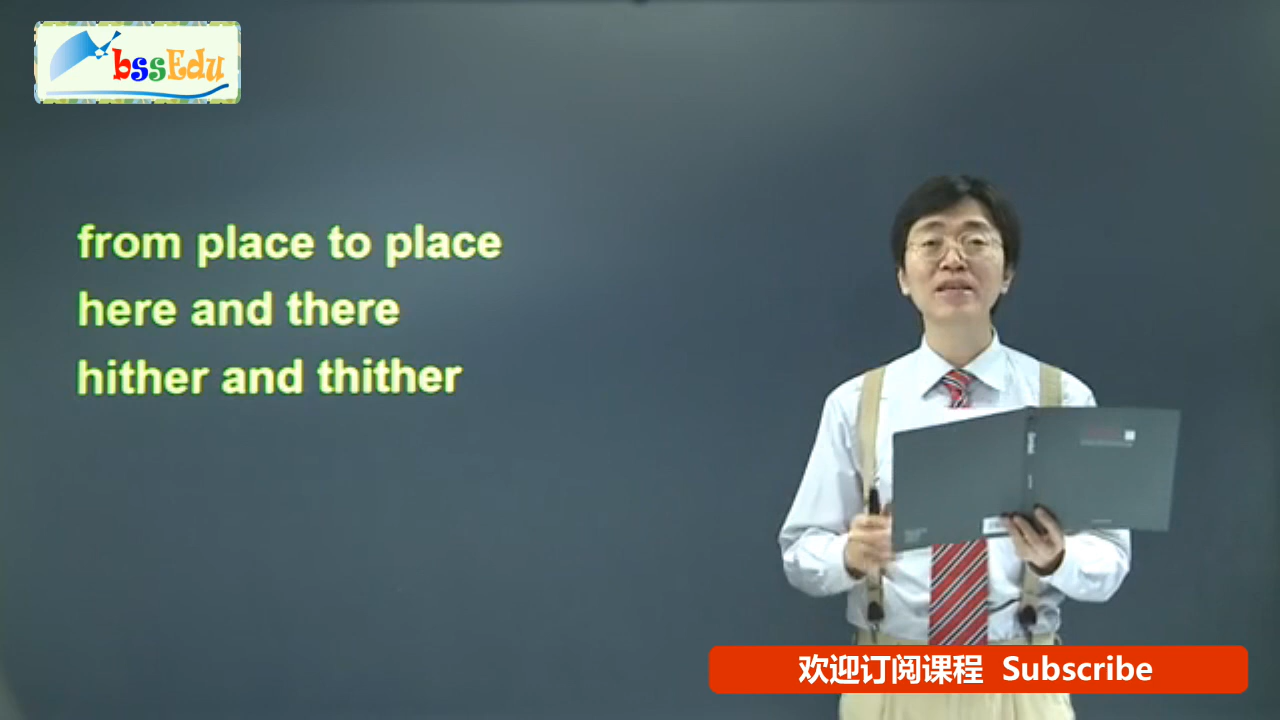 bssEdu
from place to place
here and there
hither and thither
欢迎订阅课程 Subscribe